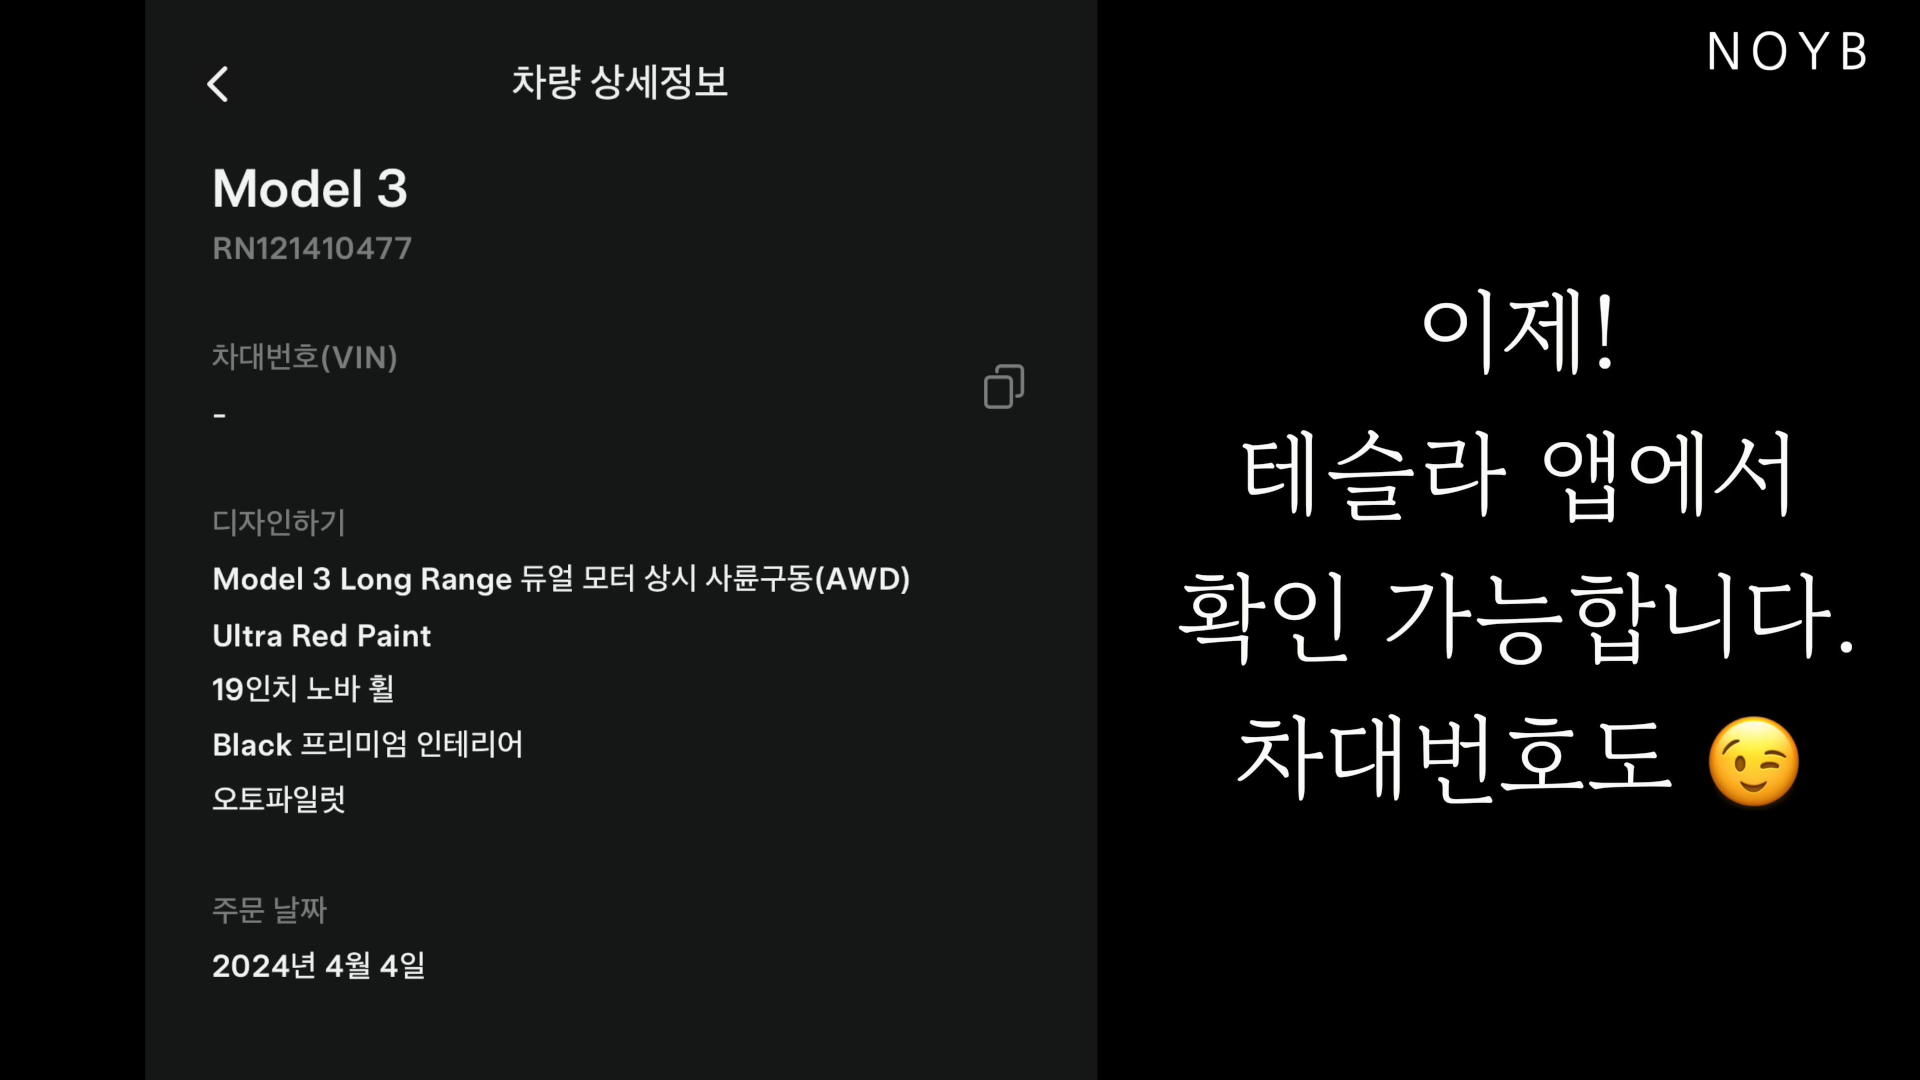 차량 상세정보
Model 3
RN121410477
차대번호(VIN)
-
디자인하기
Model 3 Long Range 듀얼 모터 상시 사륜구동(AWD)
Ultra Red Paint
19인치 노바 휠
Black 프리미엄 인테리어
오토파일럿
주문 날짜
2024년 4월 4일
NOYB
이제!
테슬라 앱에서
확인 가능합니다.
차대번호도 😉